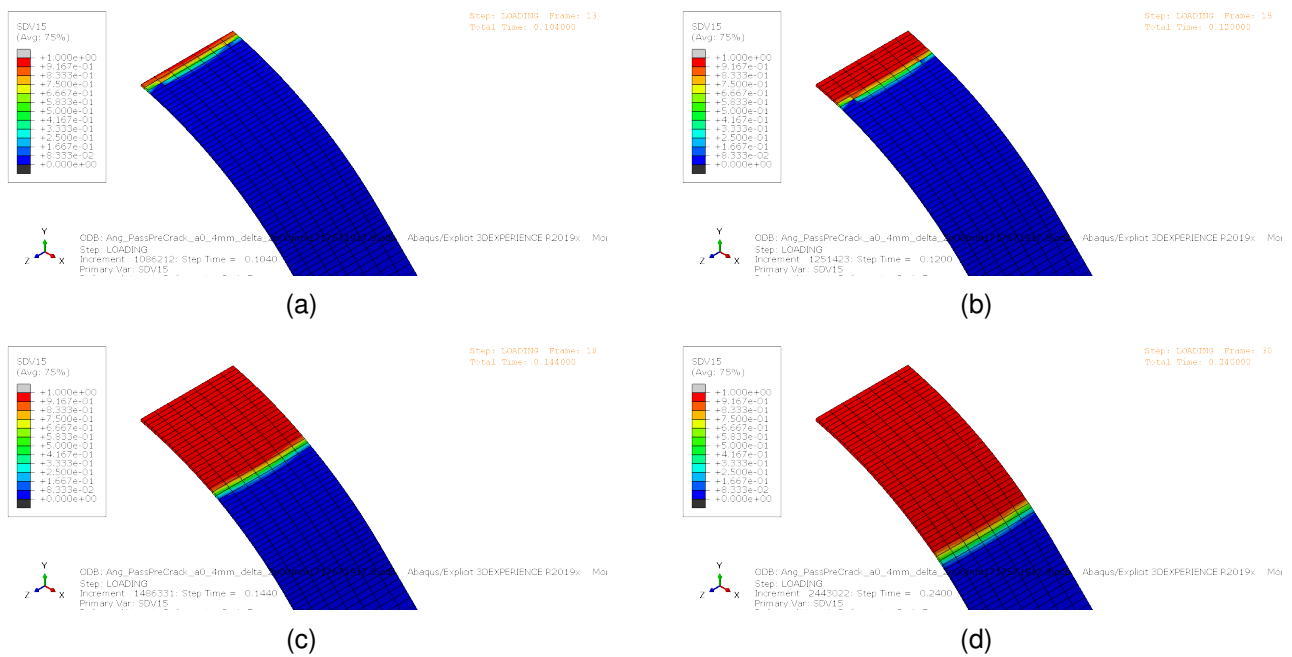 SDV15
(Avg: 75%)
+1.000e+00
+9.167e-01
+8.333e-01
+7.500e-01
+6.667e-01
+5.833e-01
+5.000e-01
+4.167e-01
+3.333e-01
+2.500e-01
+1.667e-01
+8.333e-02
+0.000e+00
Step: LOADING Frame: 13
Total Time: 0.104000
Y
Z X
ODB: Ang_PassPreCrack_a0_4mm_delta_ Abaqus/Explicit 3DEXPERIENCE R2019x
Step: LOADING
Increment 1086212: Step Time = 0.1040
Primary Var: SDV15
(a)
SDV15
(Avg: 75%)
+1.000e+00
+9.167e-01
+8.333e-01
+7.500e-01
+6.667e-01
+5.833e-01
+5.000e-01
+4.167e-01
+3.333e-01
+2.500e-01
+1.667e-01
+8.333e-02
+0.000e+00
Step: LOADING Frame: 15
Total Time: 0.120000
Y
Z X
ODB: Ang_PassPreCrack_a0_4mm_delta_ Abaqus/Explicit 3DEXPERIENCE R2019x
Step: LOADING
Increment 1251423: Step Time = 0.1200
Primary Var: SDV15
(b)
SDV15
(Avg: 75%)
+1.000e+00
+9.167e-01
+8.333e-01
+7.500e-01
+6.667e-01
+5.833e-01
+5.000e-01
+4.167e-01
+3.333e-01
+2.500e-01
+1.667e-01
+8.333e-02
+0.000e+00
Step: LOADING Frame: 18
Total Time: 0.144000
Y
Z X
ODB: Ang_PassPreCrack_a0_4mm_delta_ Abaqus/Explicit 3DEXPERIENCE R2019x
Step: LOADING
Increment 1486331: Step Time = 0.1440
Primary Var: SDV15
(c)
SDV15
(Avg: 75%)
+1.000e+00
+9.167e-01
+8.333e-01
+7.500e-01
+6.667e-01
+5.833e-01
+5.000e-01
+4.167e-01
+3.333e-01
+2.500e-01
+1.667e-01
+8.333e-02
+0.000e+00
Step: LOADING Frame: 30
Total Time: 0.240000
Y
Z X
ODB: Ang_PassPreCrack_a0_4mm_delta_ Abaqus/Explicit 3DEXPERIENCE R2019x
Step: LOADING
Increment 2443022: Step Time = 0.2400
Primary Var: SDV15
(d)